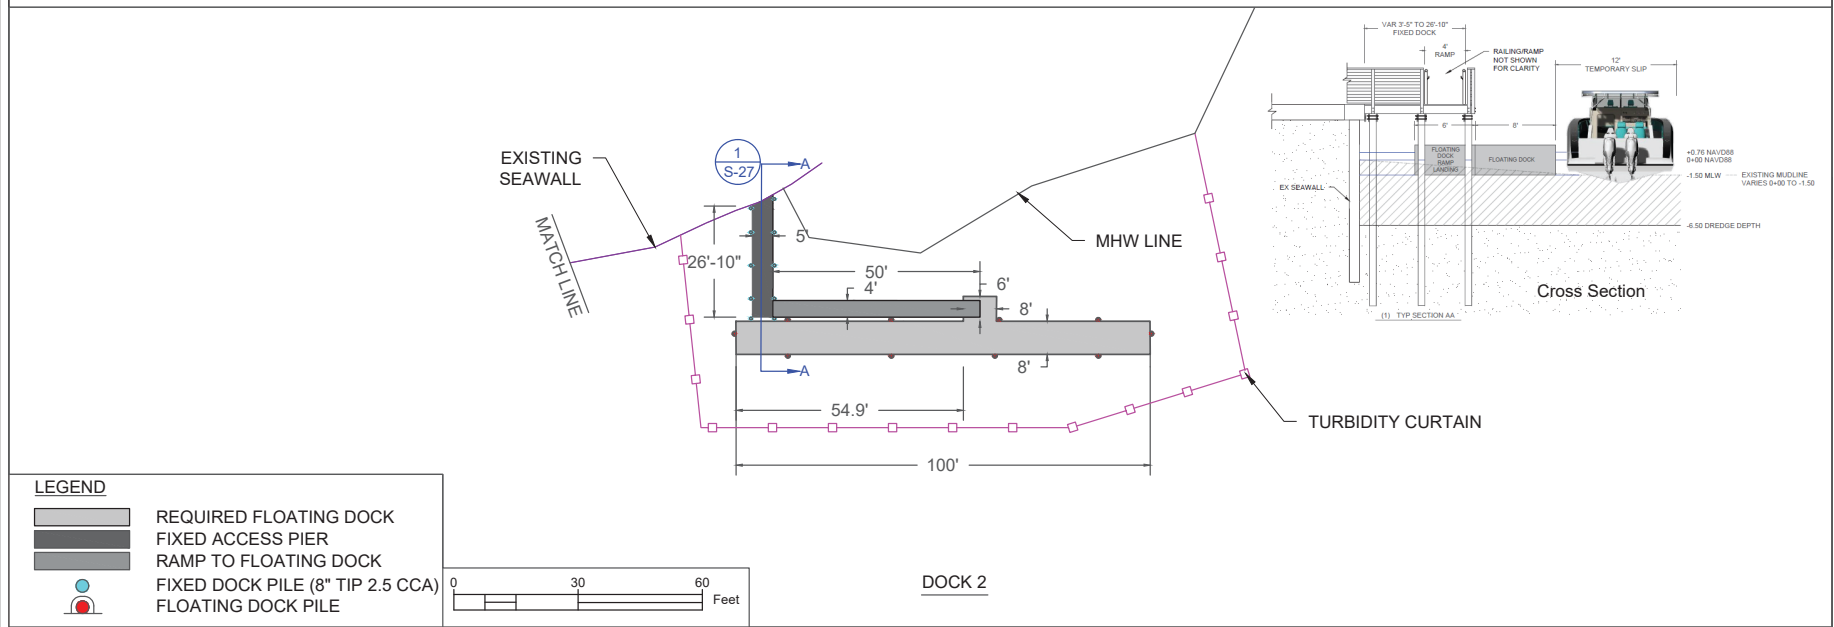 VAR 3'-5" TO 26'-10"
FIXED DOCK
4'
RAMP
RAILING/RAMP
NOT SHOWN
FOR CLARITY
12'
TEMPORARY SLIP
6'
8'
FLOATING
DOCK
RAMP
LANDING
FLOATING DOCK
+0.76 NAVD88
0+00 NAVD88
-1.50 MLW
EXISTING MUDLINE
VARIES 0+00 TO -1.50
EX SEAWALL
-6.50 DREDGE DEPTH
Cross Section
(1) TYP SECTION AA
EXISTING
SEAWALL
1
S-27
A
MATCH LINE
5'
26'-10"
50'
4'
6'
8'
MHW LINE
8'
A
54.9'
100'
TURBIDITY CURTAIN
LEGEND
REQUIRED FLOATING DOCK
FIXED ACCESS PIER
RAMP TO FLOATING DOCK
FIXED DOCK PILE (8" TIP 2.5 CCA)
FLOATING DOCK PILE
0 30 60
Feet
DOCK 2